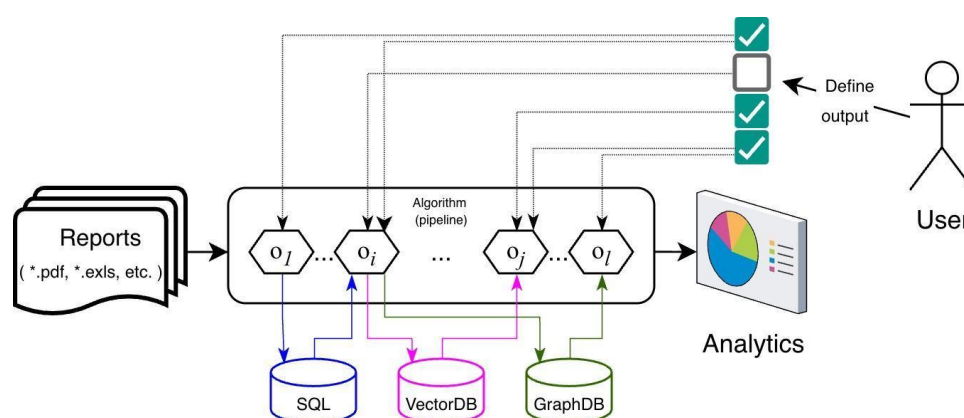 Define
output
Algorithm
(pipeline)
Reports
( *.pdf, *.exls, etc. )
o1 ... oi ... oj ... ol
User
Analytics
SQL
VectorDB
GraphDB